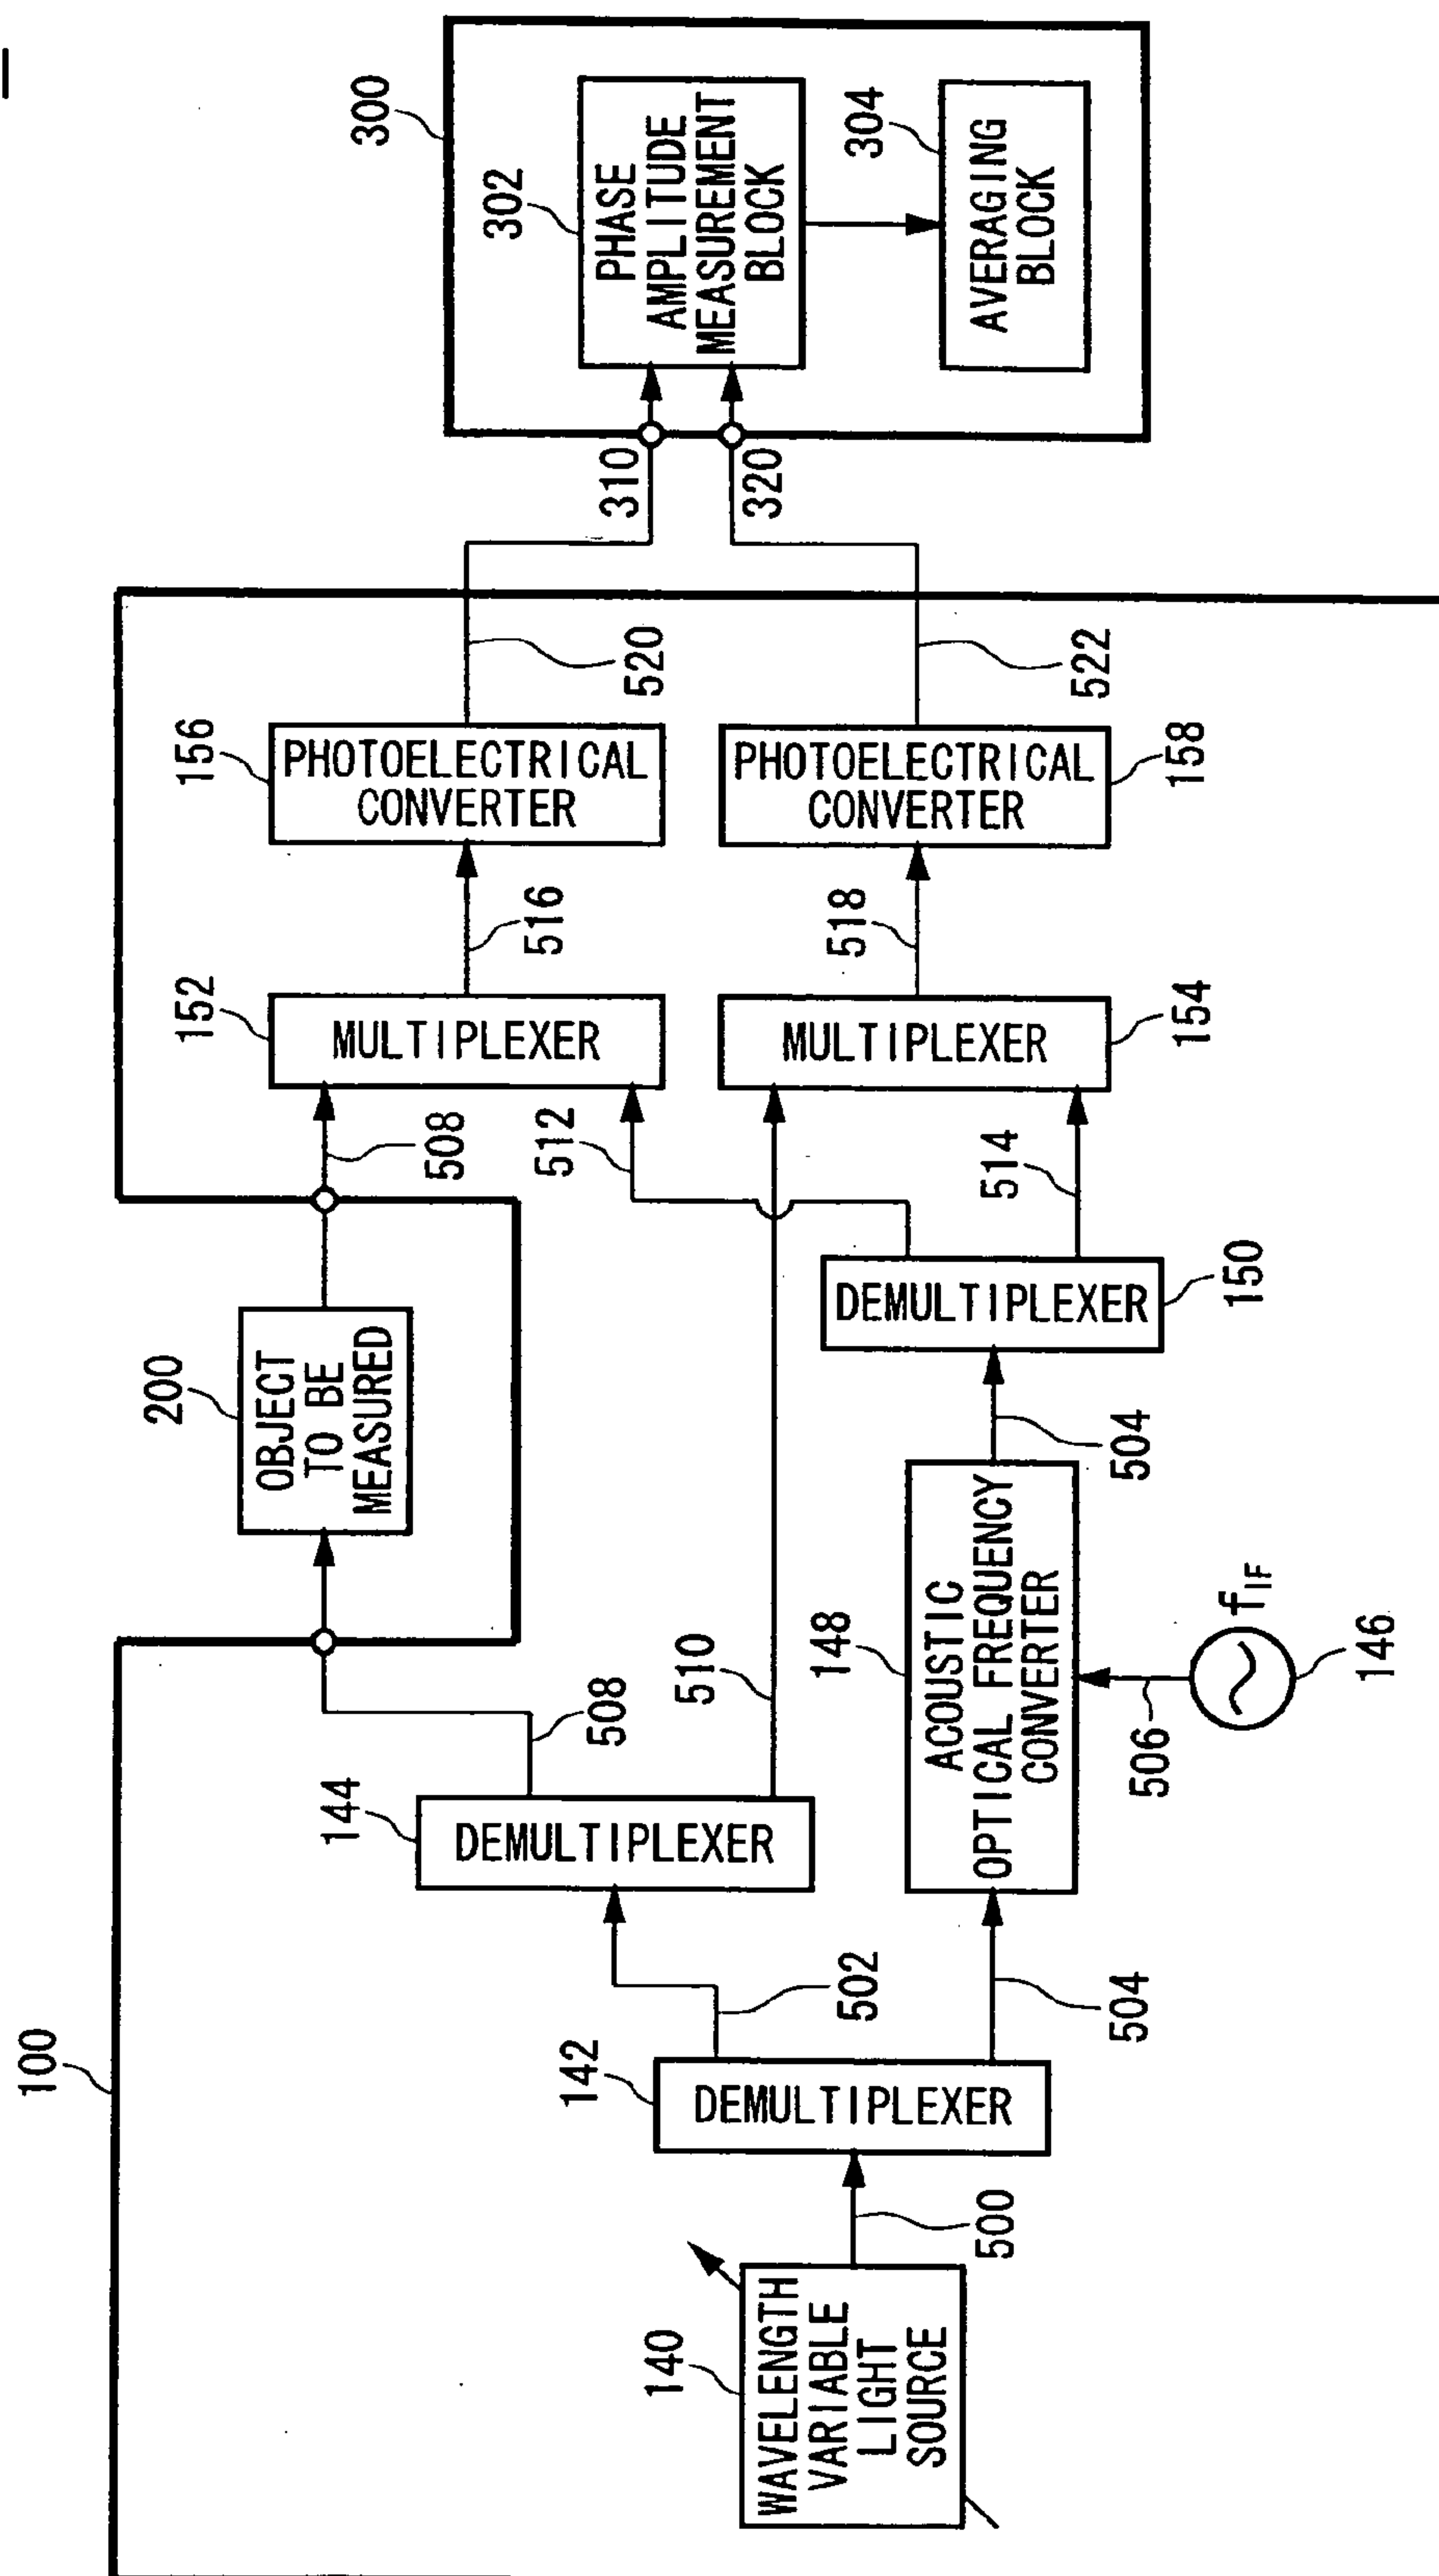 100
140
WAVELENGTH
VARIABLE
LIGHT
SOURCE
500
142
DEMULTIPLEXER
502
504
144
DEMULTIPLEXER
508
510
148
ACOUSTIC
OPTICAL FREQUENCY
CONVERTER
506
fIF
146
504
200
OBJECT
TO BE
MEASURED
508
150
DEMULTIPLEXER
512
514
152
MULTIPLEXER
154
MULTIPLEXER
516
518
156
PHOTOELECTRICAL
CONVERTER
158
PHOTOELECTRICAL
CONVERTER
520
522
310
320
300
302
PHASE
AMPLITUDE
MEASUREMENT
BLOCK
304
AVERAGING
BLOCK